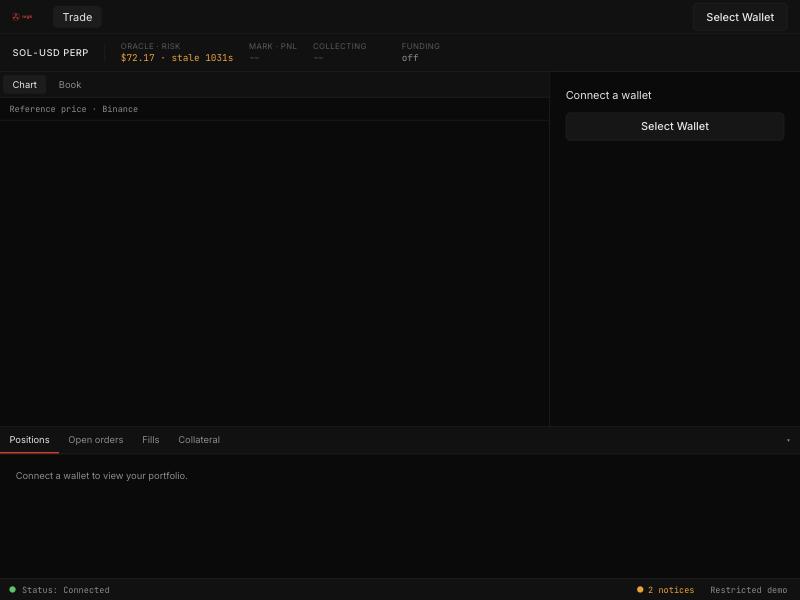 Trade
Select Wallet
SOL-USD PERP
ORACLE · RISK
$72.17 · stale 1031s
MARK · PNL
——
COLLECTING
——
FUNDING
off
Chart
Book
Reference price · Binance
Connect a wallet
Select Wallet
Positions
Open orders
Fills
Collateral
Connect a wallet to view your portfolio.
Status: Connected
2 notices
Restricted demo